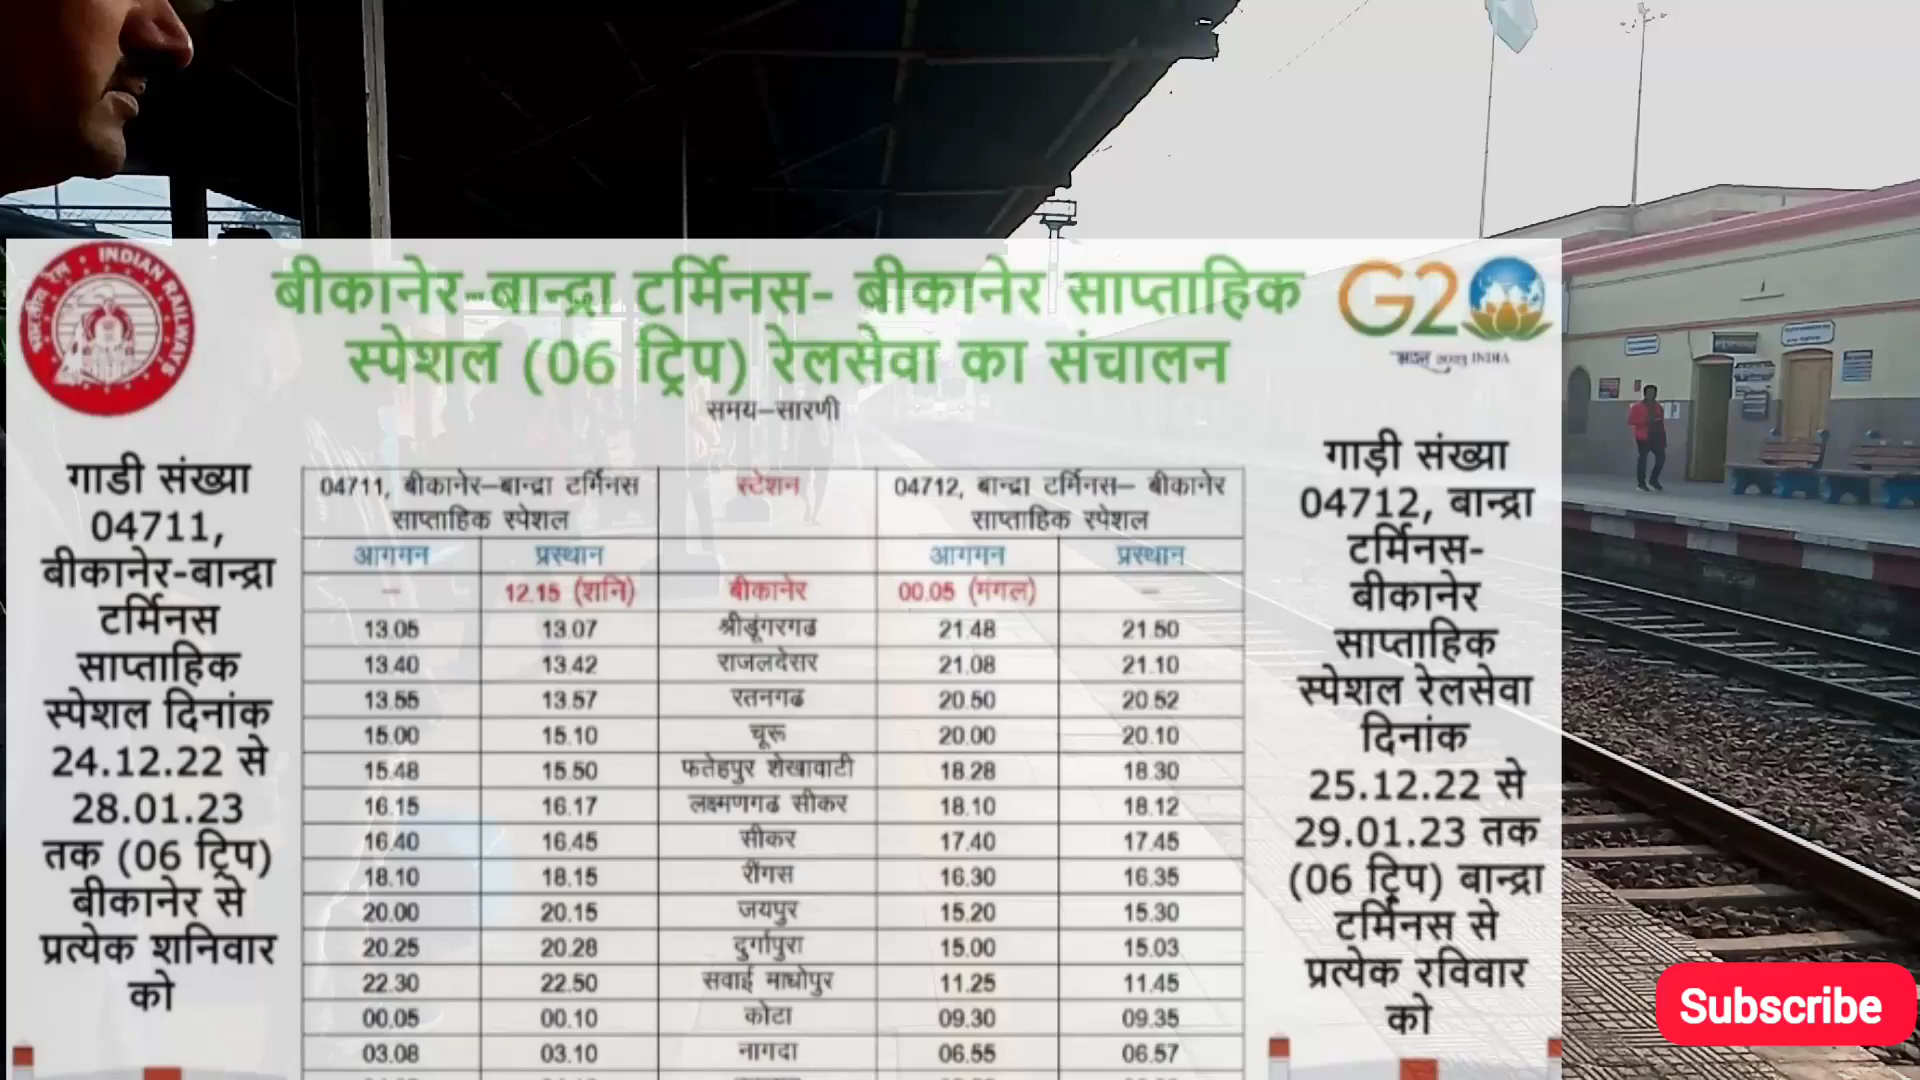 INDIAN RAILWAYS
बीकानेर-बान्द्रा टर्मिनस- बीकानेर साप्ताहिक
स्पेशल (06 ट्रिप) रेलसेवा का संचालन
G20
INDIA
समय–सारणी
गाडी संख्या
04711,
बीकानेर-बान्द्रा
टर्मिनस
साप्ताहिक
स्पेशल दिनांक
24.12.22 से
28.01.23
तक (06 ट्रिप)
बीकानेर से
प्रत्येक शनिवार
को
04711, बीकानेर–बान्द्रा टर्मिनस साप्ताहिक स्पेशल स्टेशन 04712, बान्द्रा टर्मिनस– बीकानेर साप्ताहिक स्पेशल
आगमन प्रस्थान आगमन प्रस्थान
– 12.15 (शनि) बीकानेर 00.05 (मंगल) –
13.05 13.07 श्रीडूंगरगढ 21.48 21.50
13.40 13.42 राजलदेसर 21.08 21.10
13.55 13.57 रतनगढ 20.50 20.52
15.00 15.10 चूरू 20.00 20.10
15.48 15.50 फतेहपुर शेखावाटी 18.28 18.30
16.15 16.17 लक्ष्मणगढ सीकर 18.10 18.12
16.40 16.45 सीकर 17.40 17.45
18.10 18.15 रींगस 16.30 16.35
20.00 20.15 जयपुर 15.20 15.30
20.25 20.28 दुर्गापुरा 15.00 15.03
22.30 22.50 सवाई माधोपुर 11.25 11.45
00.05 00.10 कोटा 09.30 09.35
03.08 03.10 नागदा 06.55 06.57
गाड़ी संख्या
04712, बान्द्रा
टर्मिनस-
बीकानेर
साप्ताहिक
स्पेशल रेलसेवा
दिनांक
25.12.22 से
29.01.23 तक
(06 ट्रिप) बान्द्रा
टर्मिनस से
प्रत्येक रविवार
को
Subscribe